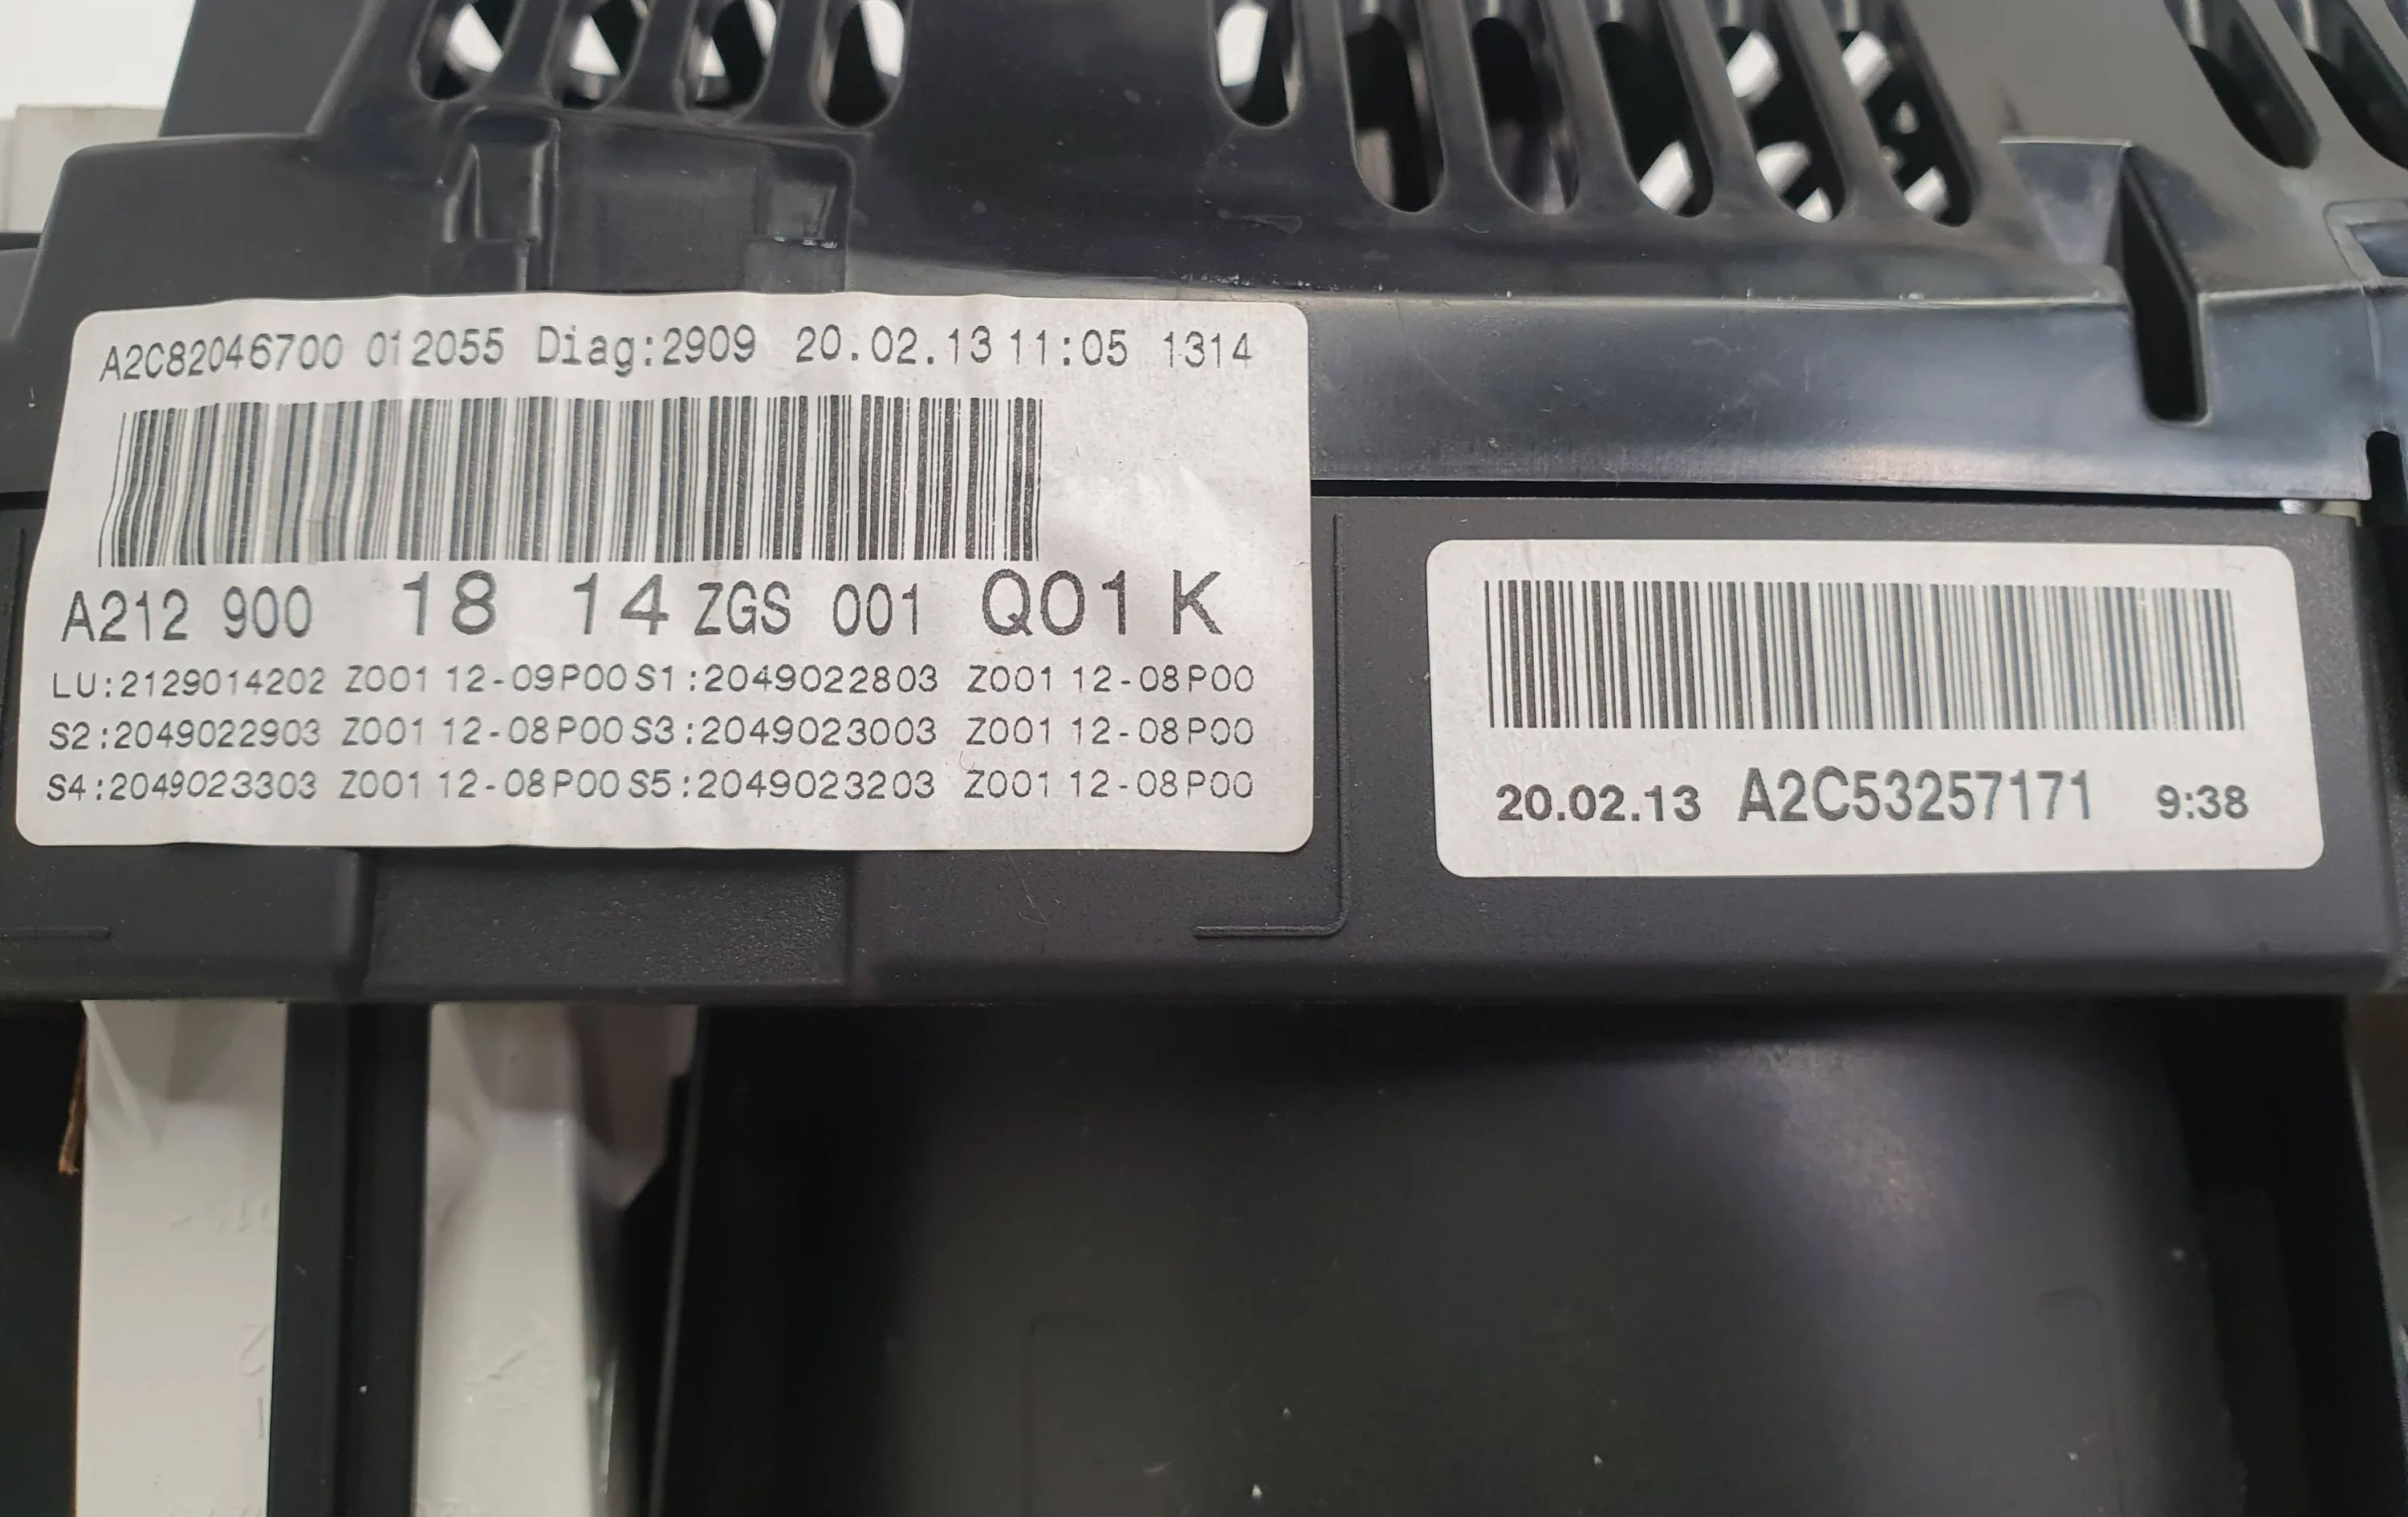 A2C82046700 012055 Diag:2909 20.02.13 11:05 1314
A212 900 18 14 ZGS 001 Q01 K
LU:2129014202 Z001 12-09P00 S1:2049022803 Z001 12-08P00
S2:2049022903 Z001 12-08P00 S3:2049023003 Z001 12-08P00
S4:2049023303 Z001 12-08P00 S5:2049023203 Z001 12-08P00
20.02.13 A2C53257171 9:38